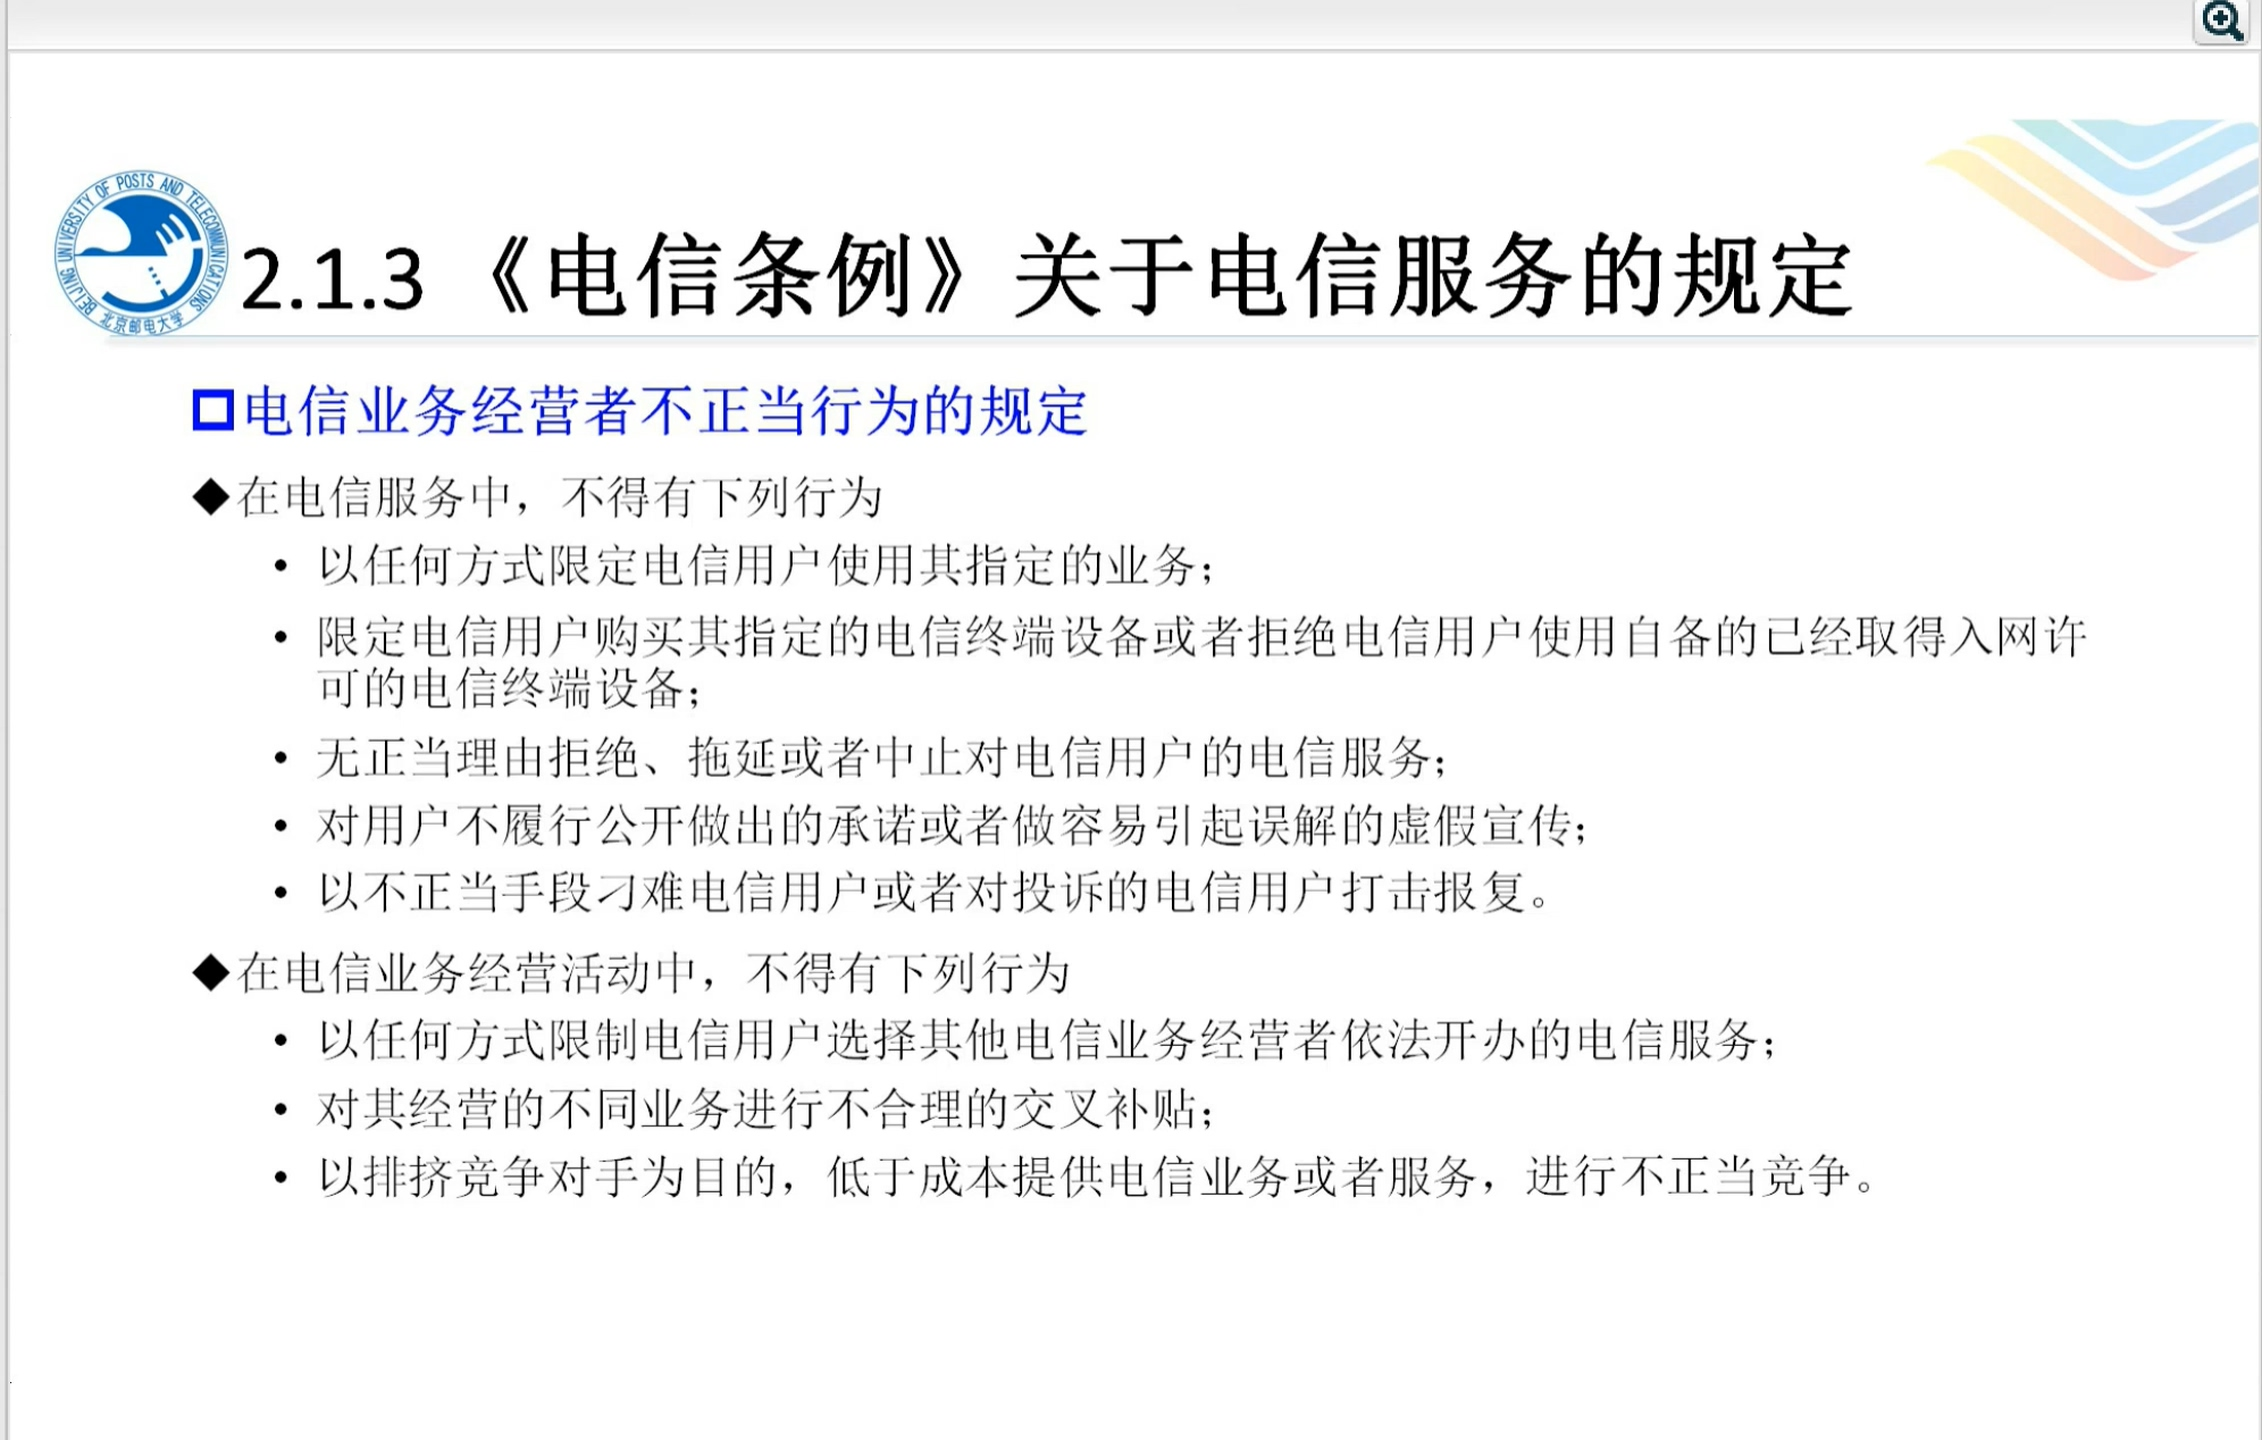 BEIJING UNIVERSITY OF POSTS AND TELECOMMUNICATIONS
北京邮电大学
2.1.3 《电信条例》关于电信服务的规定
电信业务经营者不正当行为的规定
◆在电信服务中，不得有下列行为
• 以任何方式限定电信用户使用其指定的业务；
• 限定电信用户购买其指定的电信终端设备或者拒绝电信用户使用自备的已经取得入网许
可的电信终端设备；
• 无正当理由拒绝、拖延或者中止对电信用户的电信服务；
• 对用户不履行公开做出的承诺或者做容易引起误解的虚假宣传；
• 以不正当手段刁难电信用户或者对投诉的电信用户打击报复。
◆在电信业务经营活动中，不得有下列行为
• 以任何方式限制电信用户选择其他电信业务经营者依法开办的电信服务；
• 对其经营的不同业务进行不合理的交叉补贴；
• 以排挤竞争对手为目的，低于成本提供电信业务或者服务，进行不正当竞争。